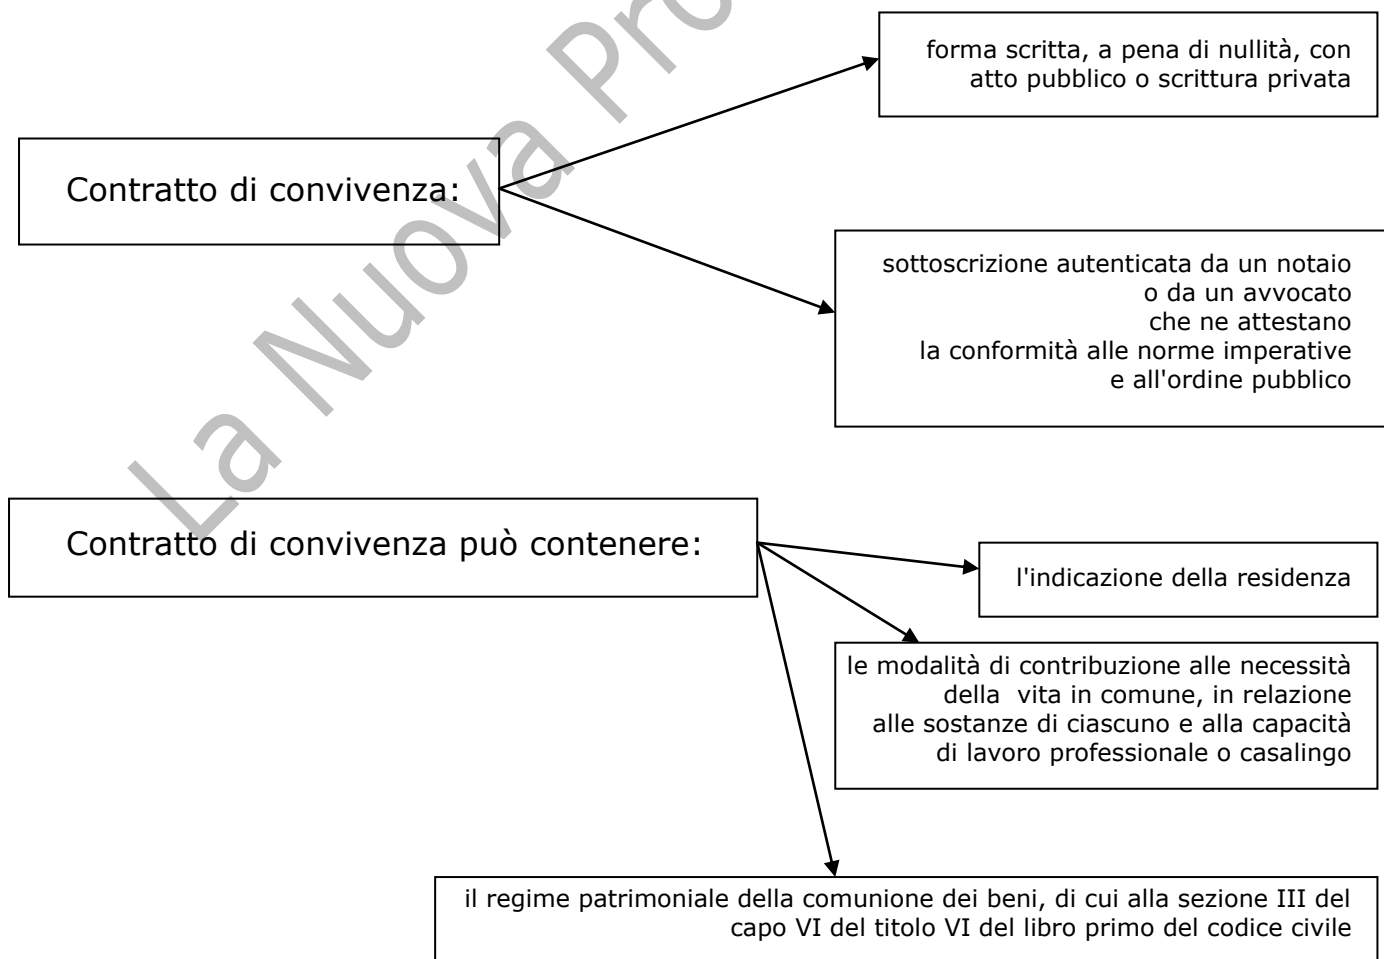 forma scritta, a pena di nullità, con
atto pubblico o scrittura privata
Contratto di convivenza:
sottoscrizione autenticata da un notaio
o da un avvocato
che ne attestano
la conformità alle norme imperative
e all'ordine pubblico
La Nuova Pro
Contratto di convivenza può contenere:
l'indicazione della residenza
le modalità di contribuzione alle necessità
della vita in comune, in relazione
alle sostanze di ciascuno e alla capacità
di lavoro professionale o casalingo
il regime patrimoniale della comunione dei beni, di cui alla sezione III del
capo VI del titolo VI del libro primo del codice civile